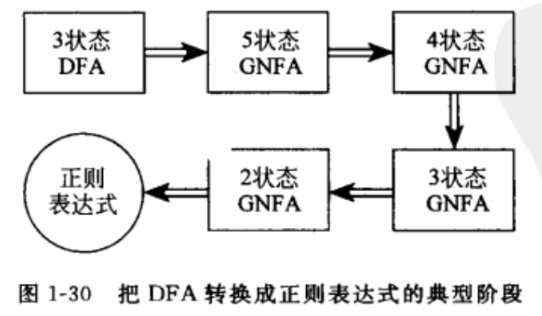 3状态
DFA
5状态
GNFA
4状态
GNFA
3状态
GNFA
2状态
GNFA
正则
表达式
图 1-30 把 DFA 转换成正则表达式的典型阶段